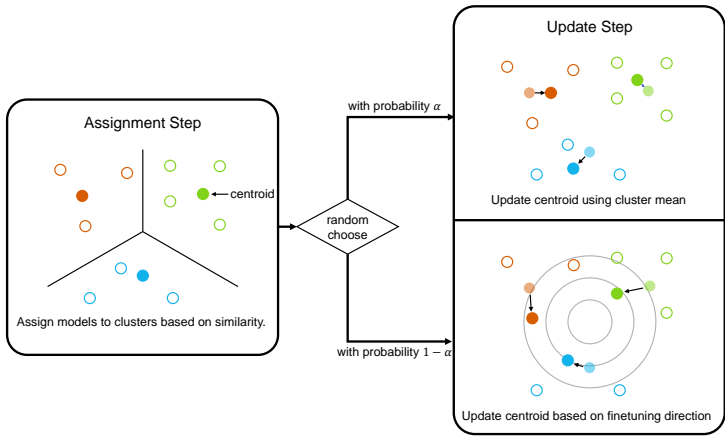 Assignment Step
centroid
Assign models to clusters based on similarity.
random
choose
with probability α
with probability 1 − α
Update Step
Update centroid using cluster mean
Update centroid based on finetuning direction